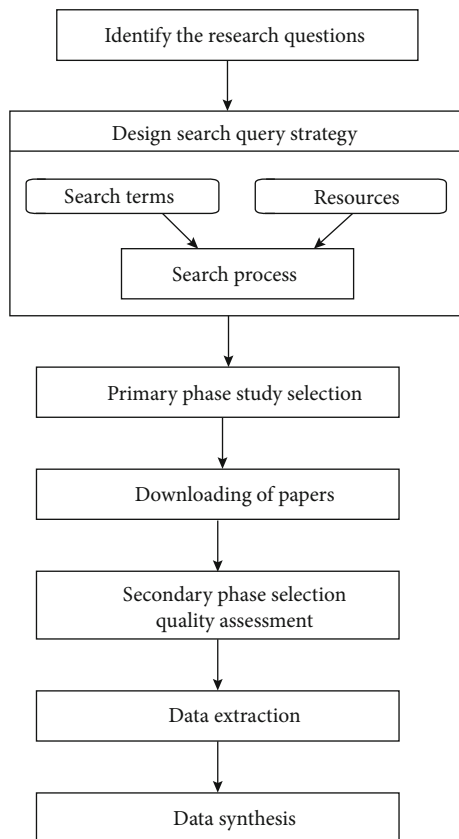 Identify the research questions
Design search query strategy
Search terms
Resources
Search process
Primary phase study selection
Downloading of papers
Secondary phase selection
quality assessment
Data extraction
Data synthesis